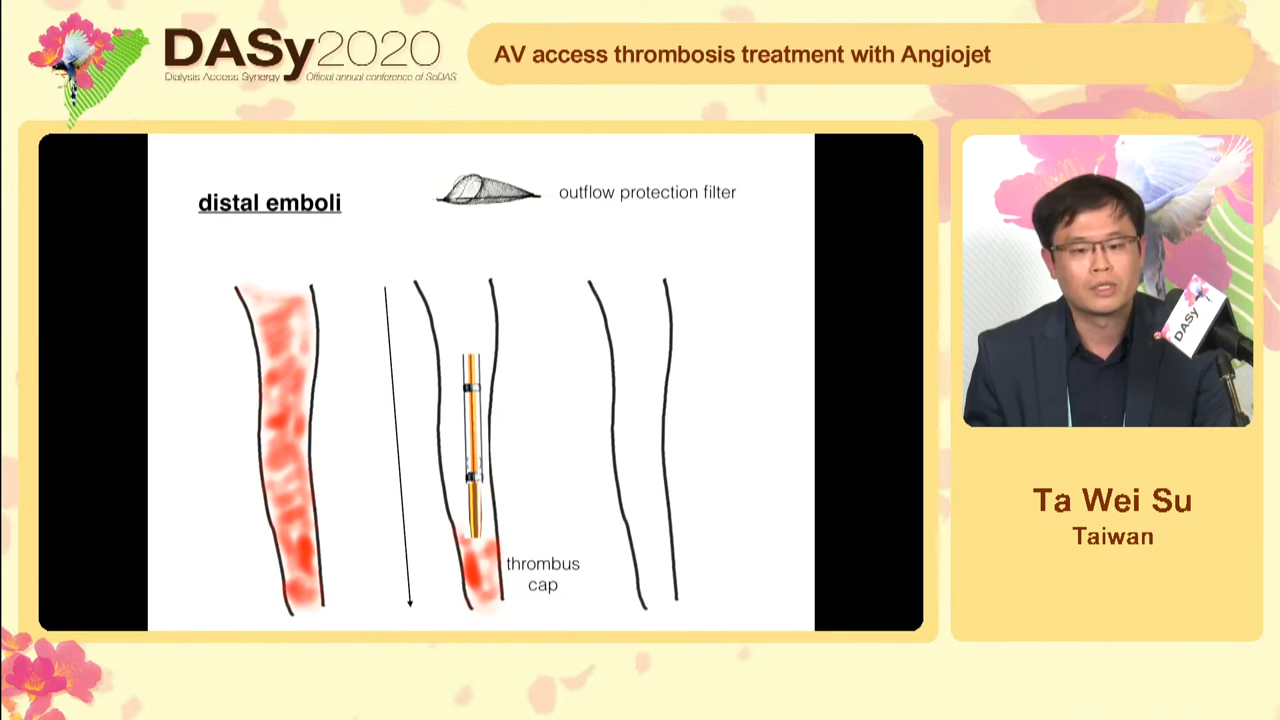 DASy2020
Dialysis Access Synergy Official annual conference of SoDAS
AV access thrombosis treatment with Angiojet
distal emboli
outflow protection filter
thrombus
cap
DASy
Ta Wei Su
Taiwan